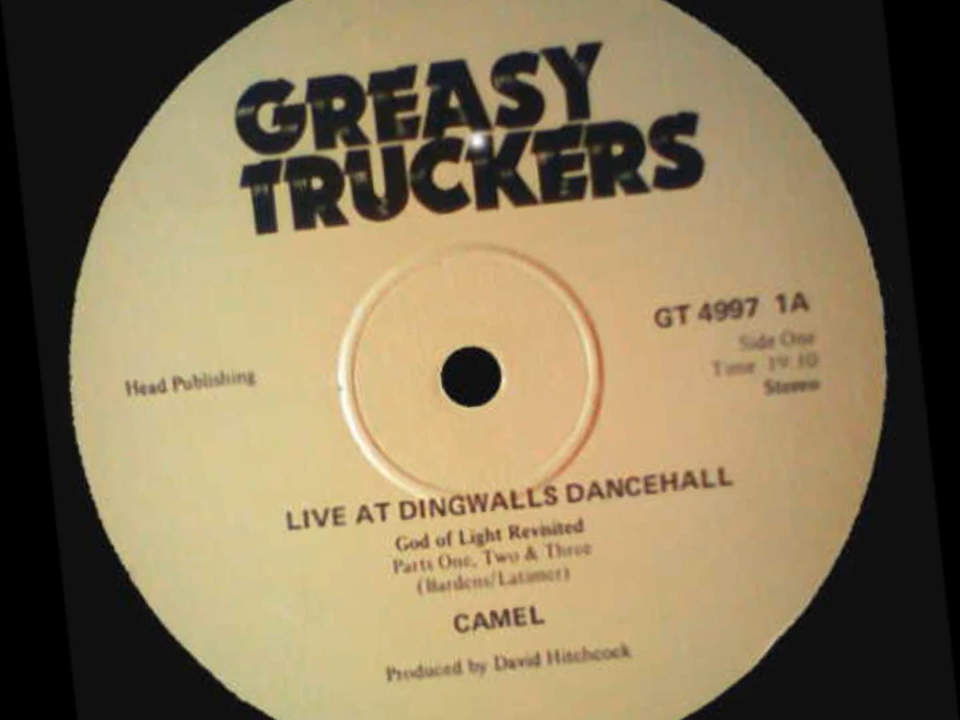 GREASY
TRUCKERS
GT 4997 1A
Side One
Time 19.10
Stereo
Head Publishing
LIVE AT DINGWALLS DANCEHALL
God of Light Revisited
Parts One, Two & Three
(Bardens/Latimer)
CAMEL
Produced by David Hitchcock